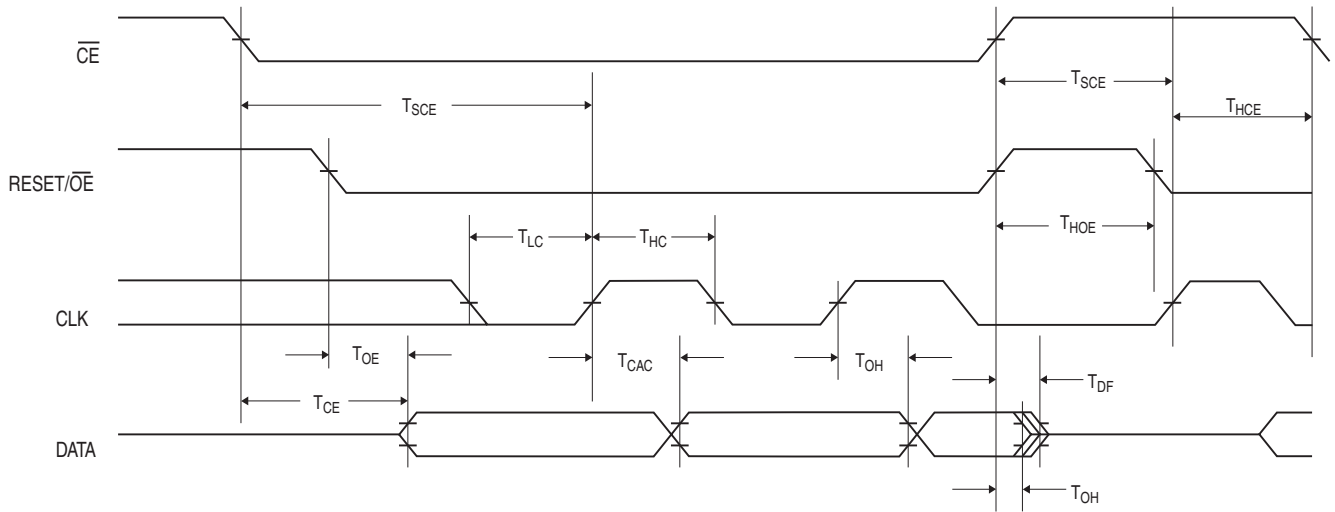 CE
TSCE
TSCE
THCE
RESET/OE
TLC
THC
THOE
CLK
TOE
TCAC
TOH
TDF
TCE
DATA
TOH